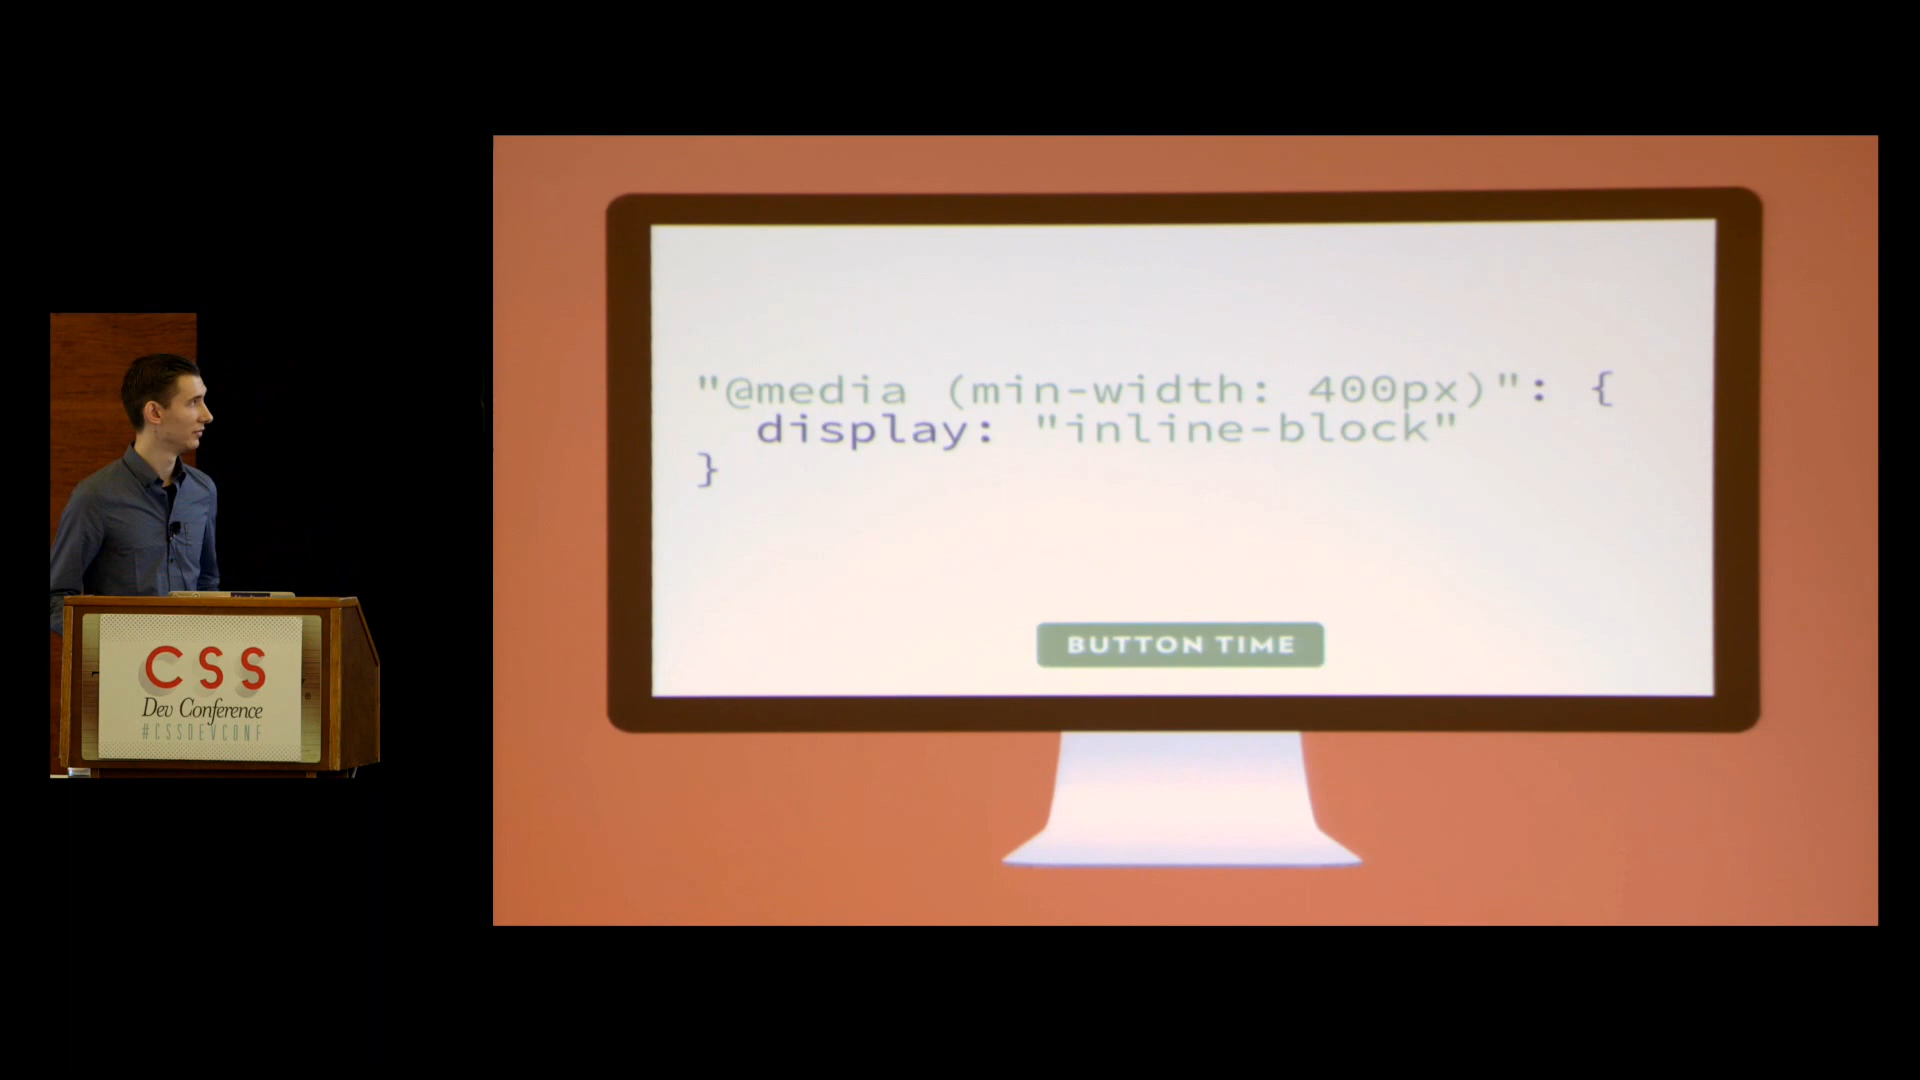 "@media (min-width: 400px)": {
display: "inline-block"
}
BUTTON TIME
CSS
Dev Conference
#CSSDEVCONF